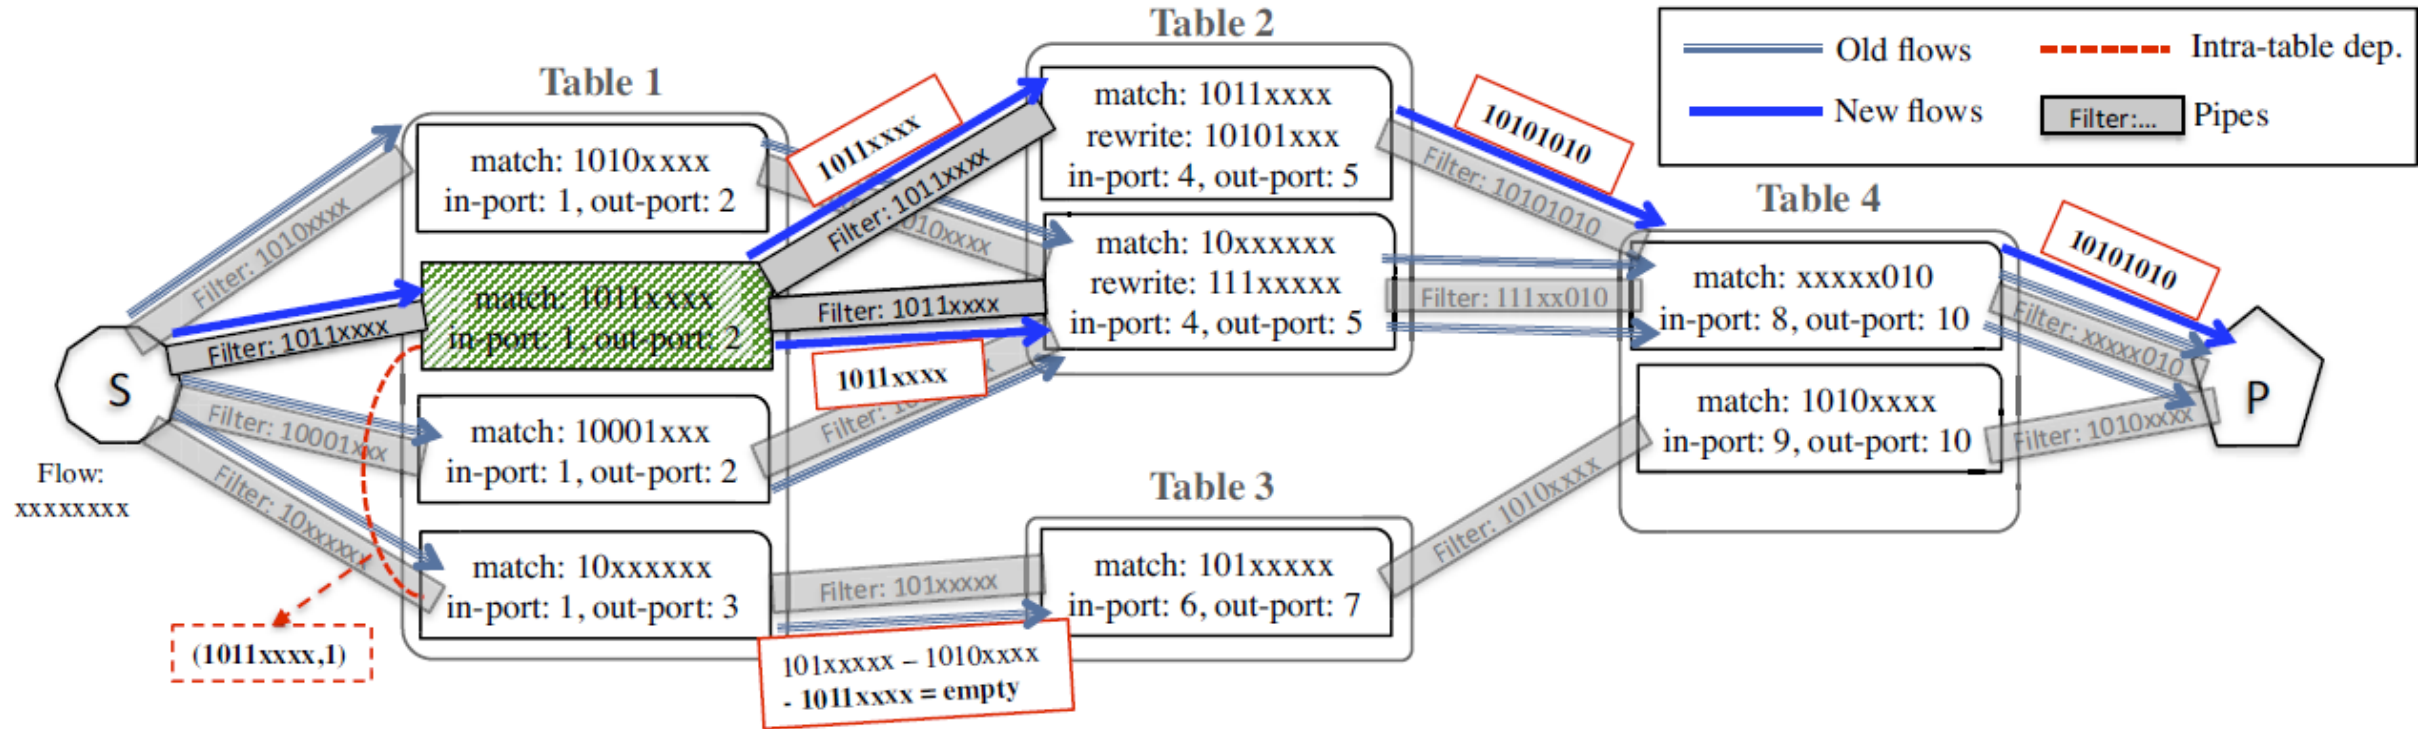 Table 1
Table 2
Table 3
Table 4
Old flows
New flows
Intra-table dep.
Filter:...
Pipes
S
Flow:
xxxxxxxx
Filter: 1010xxxx
Filter: 1011xxxx
Filter: 10001xxx
Filter: 10xxxxxx
(1011xxxx,1)
match: 1010xxxx
in-port: 1, out-port: 2
match: 1011xxxx
in-port: 1, out-port: 2
match: 10001xxx
in-port: 1, out-port: 2
match: 10xxxxxx
in-port: 1, out-port: 3
1011xxxx
Filter: 1011xxxx
010xxxx
Filter: 1011xxxx
1011xxxx
Filter:
Filter: 101xxxxx
101xxxxx – 1010xxxx
- 1011xxxx = empty
match: 1011xxxx
rewrite: 10101xxx
in-port: 4, out-port: 5
match: 10xxxxxx
rewrite: 111xxxxx
in-port: 4, out-port: 5
match: 101xxxxx
in-port: 6, out-port: 7
10101010
Filter: 10101010
Filter: 111xx010
Filter: 1010xxxx
match: xxxxx010
in-port: 8, out-port: 10
match: 1010xxxx
in-port: 9, out-port: 10
10101010
Filter: xxxxx010
Filter: 1010xxxx
P